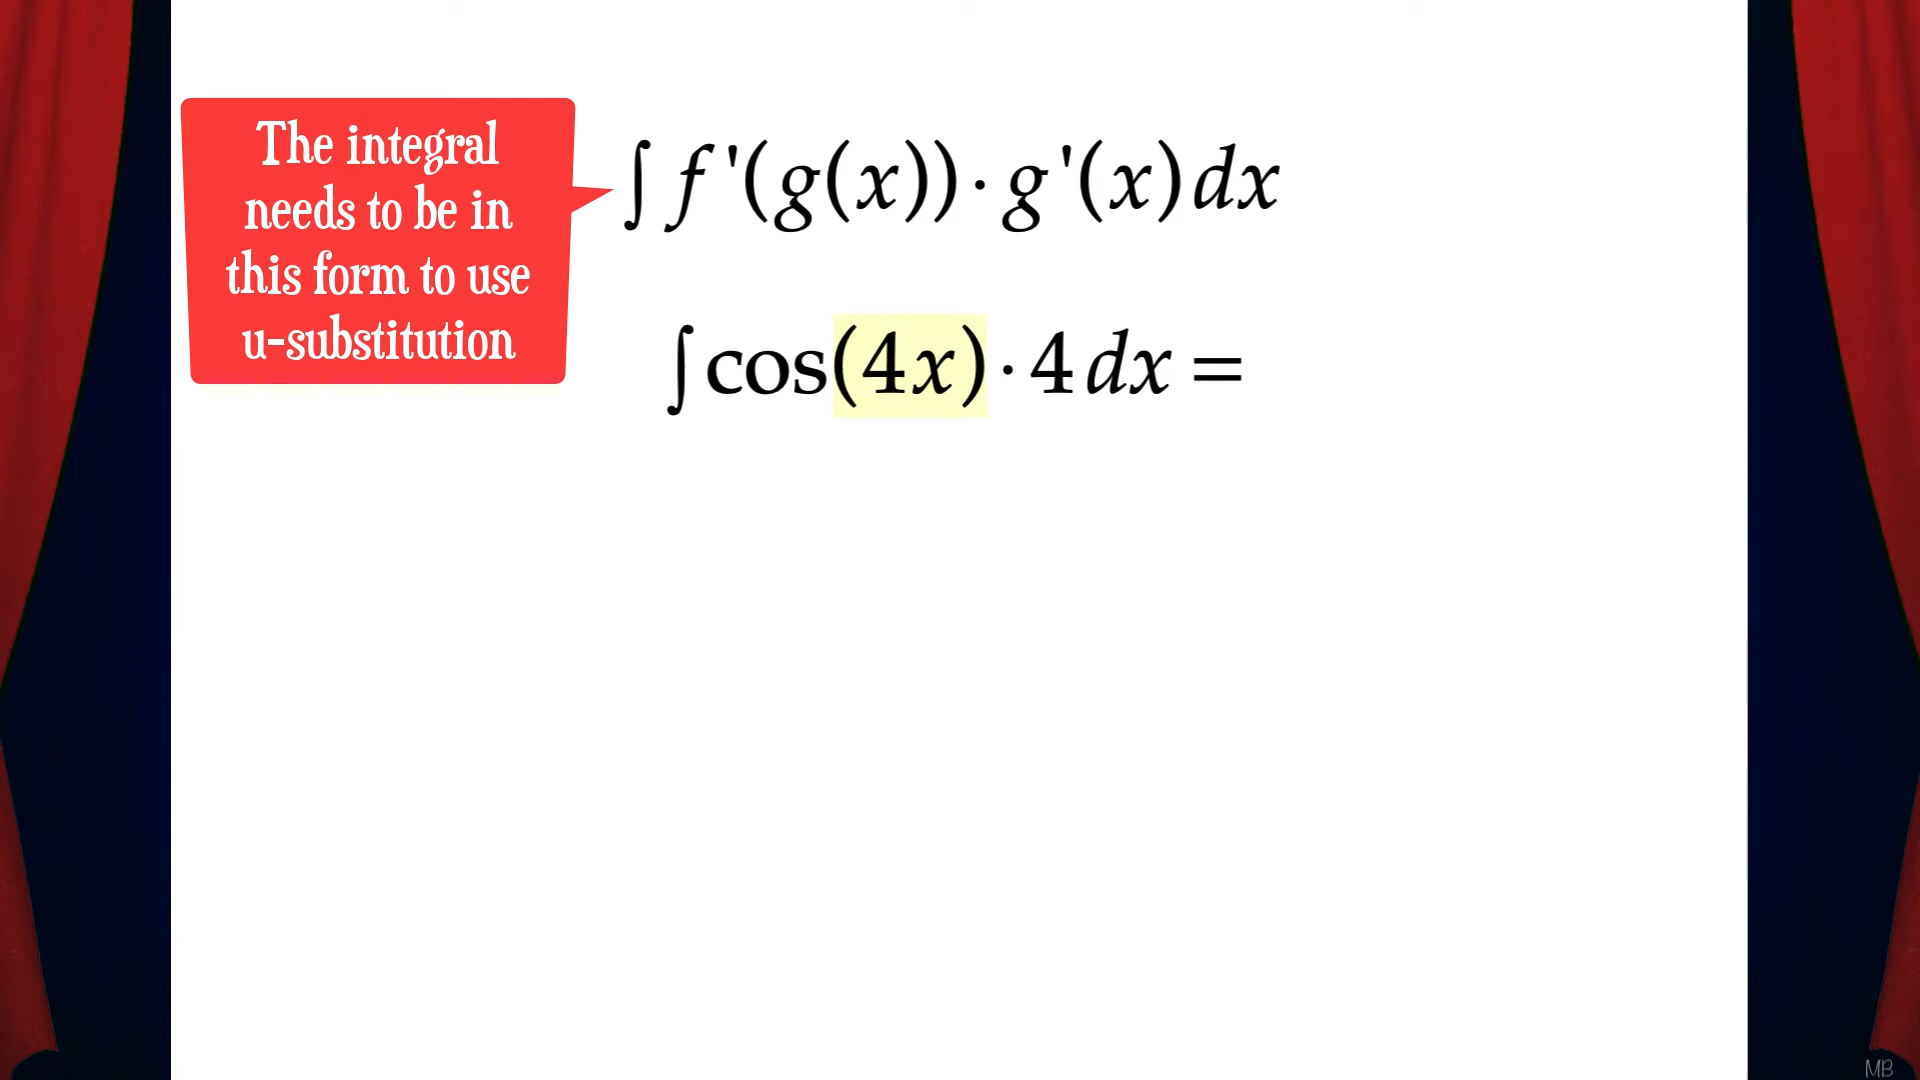 The integral
needs to be in
this form to use
u-substitution
∫ f '(g(x)) · g '(x) dx
∫ cos(4x) · 4 dx =
MB